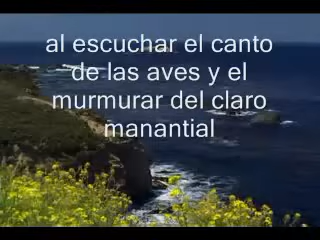 al escuchar el canto
de las aves y el
murmurar del claro
manantial